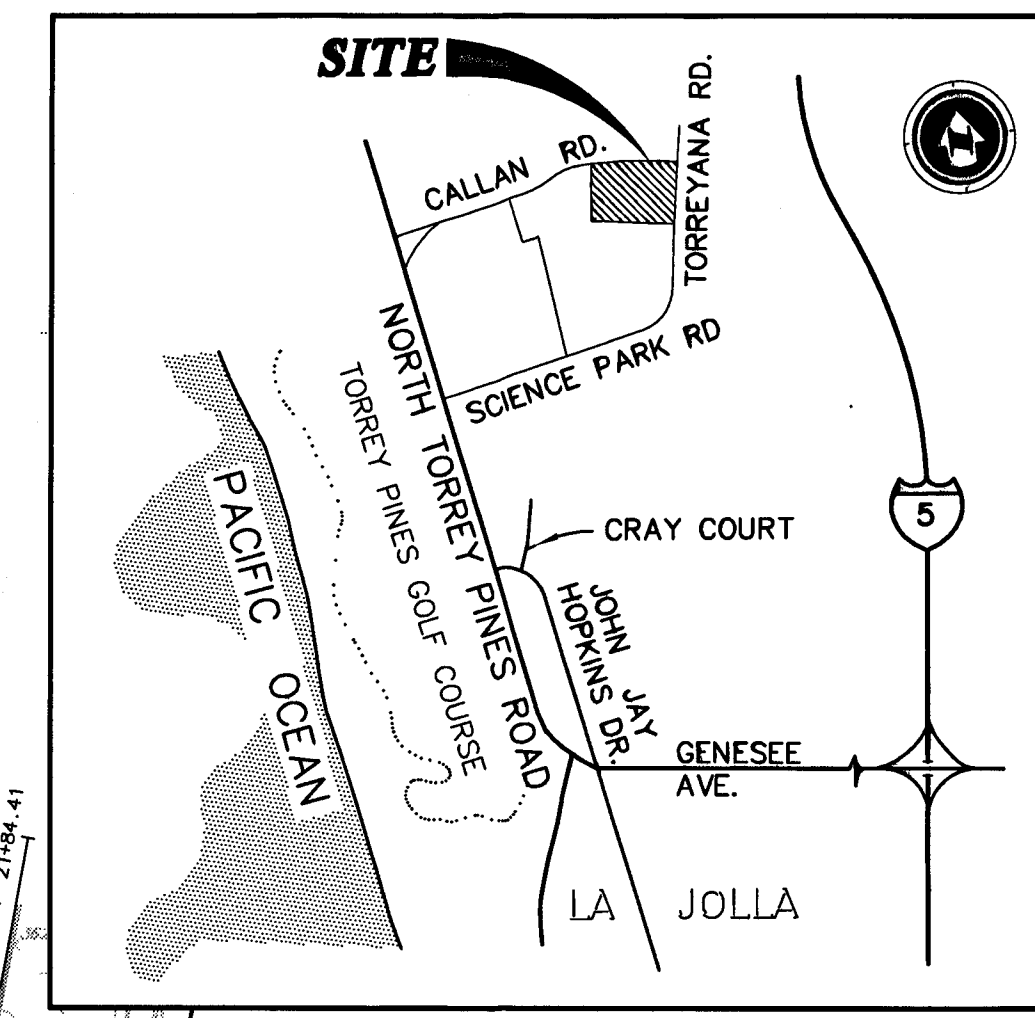 SITE
CALLAN RD.
TORREYANA RD.
NORTH TORREY PINES ROAD
SCIENCE PARK RD
TORREY PINES GOLF COURSE
PACIFIC OCEAN
CRAY COURT
5
JOHN JAY
HOPKINS DR.
GENESEE
AVE.
21+84.41
LA JOLLA